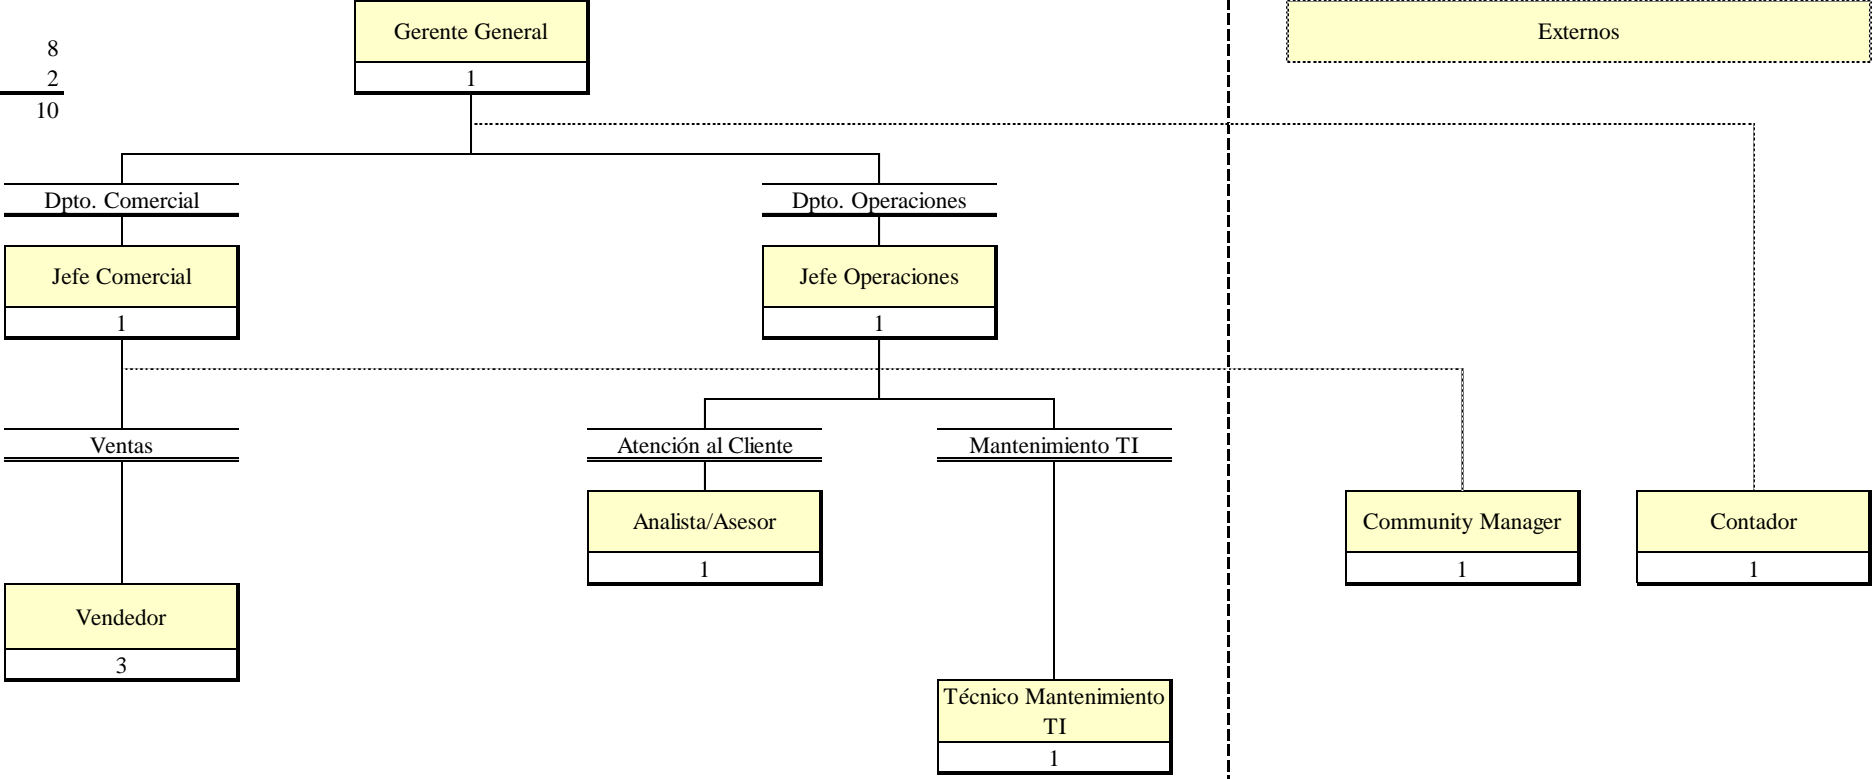 Gerente General
1
Externos
8
2
10
Dpto. Comercial
Dpto. Operaciones
Jefe Comercial
1
Jefe Operaciones
1
Ventas
Atención al Cliente
Mantenimiento TI
Analista/Asesor
1
Community Manager
1
Contador
1
Vendedor
3
Técnico Mantenimiento
TI
1